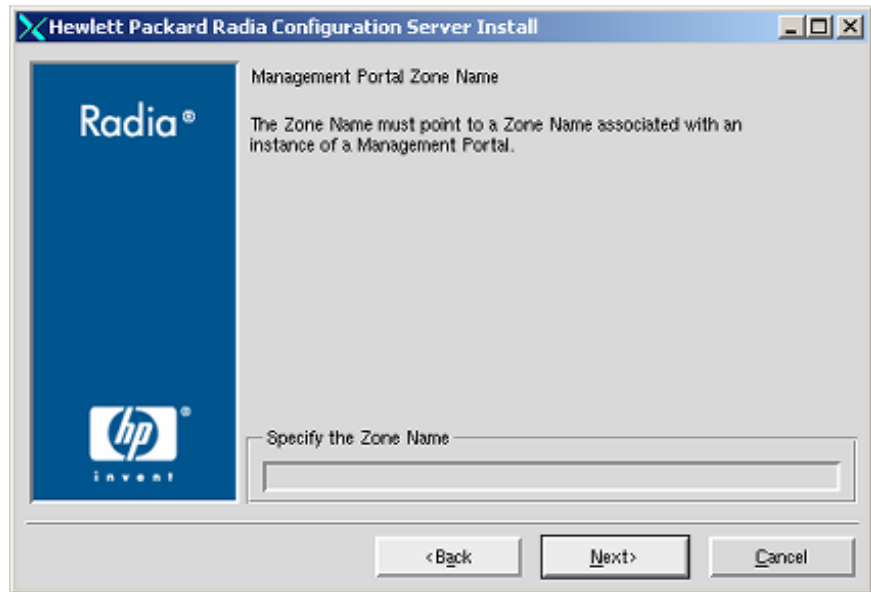 Hewlett Packard Radia Configuration Server Install
Radia®
Management Portal Zone Name
The Zone Name must point to a Zone Name associated with an
instance of a Management Portal.
hp®
invent
Specify the Zone Name
<Back
Next>
Cancel